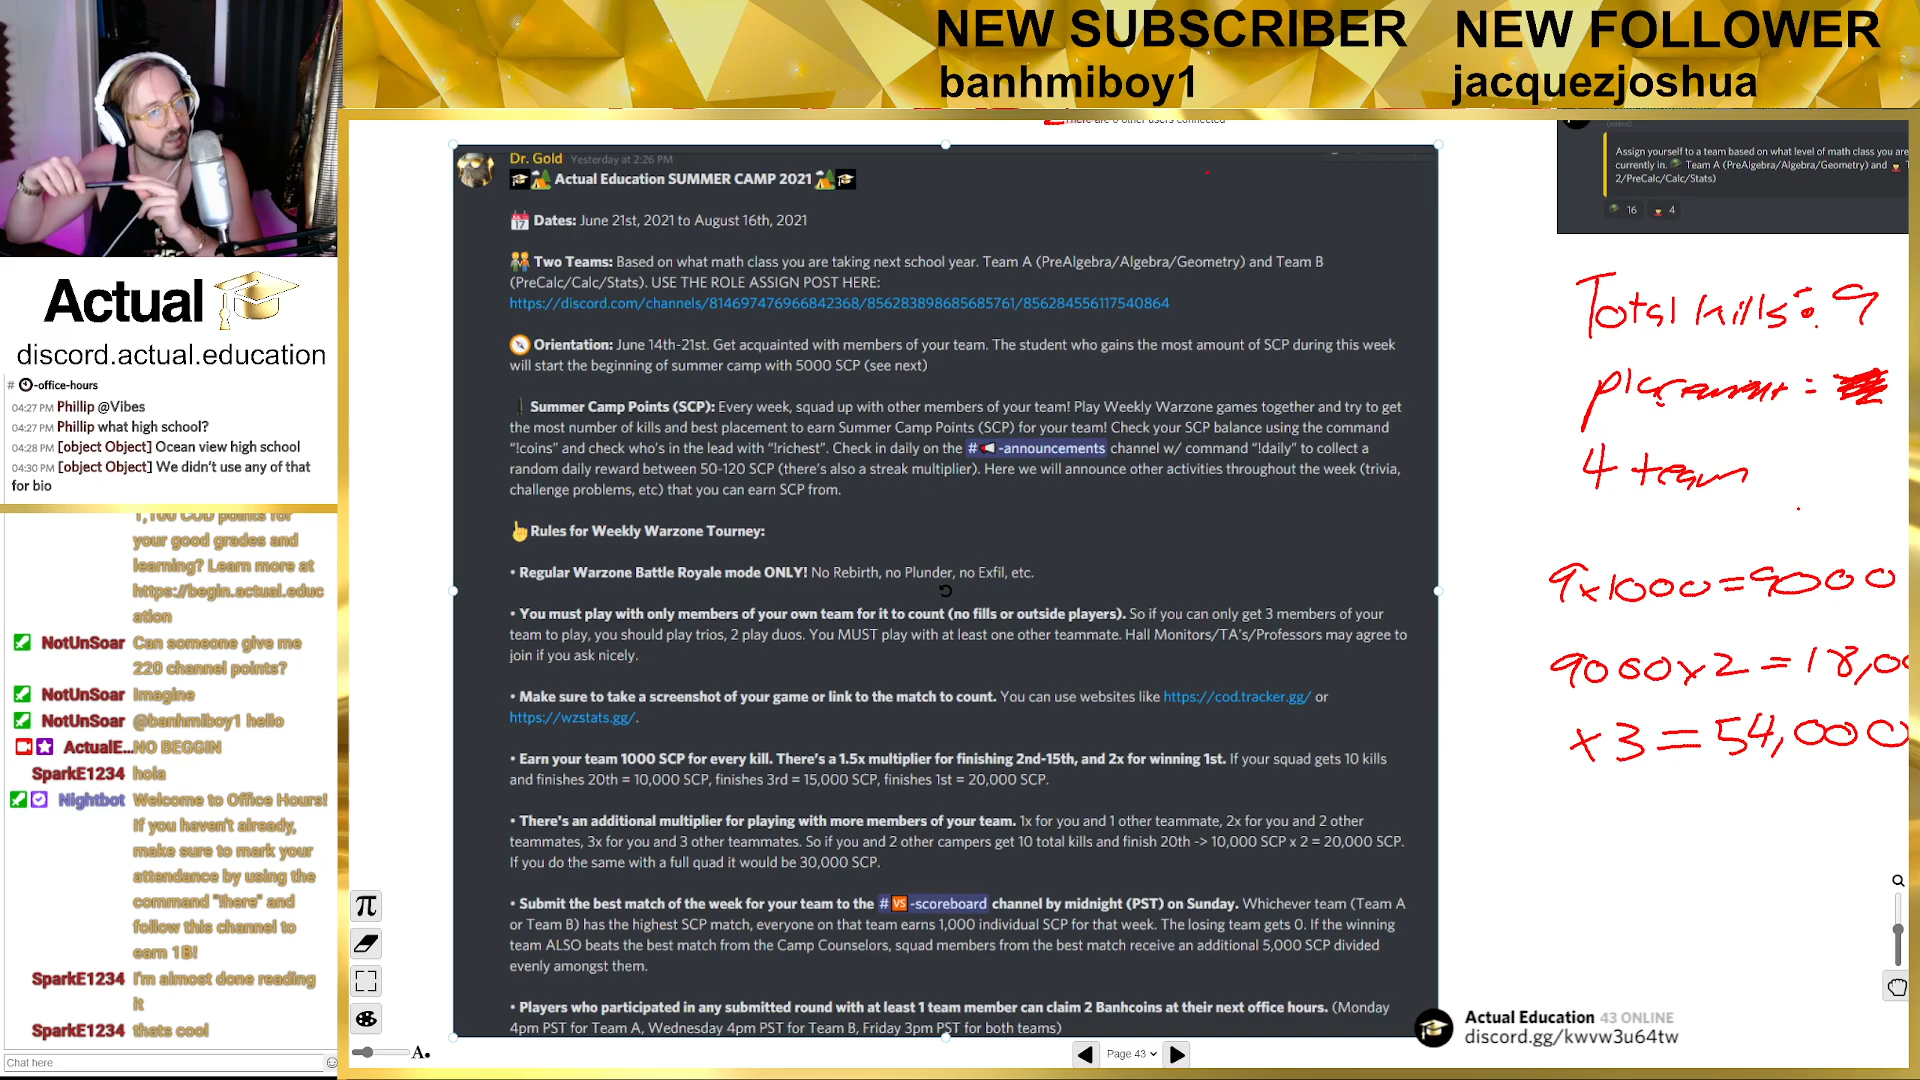 NEW SUBSCRIBER
banhmiboy1
NEW FOLLOWER
jacquezjoshua
There are 6 other users connected
Actual
discord.actual.education
# -office-hours
04:27 PM Phillip @Vibes
04:27 PM Phillip what high school?
04:28 PM [object Object] Ocean view high school
04:30 PM [object Object] We didn't use any of that
for bio
1,100 COD points for
your good grades and
learning? Learn more at
https://begin.actual.educ
ation
NotUnSoar Can someone give me
220 channel points?
NotUnSoar Imagine
NotUnSoar @banhmiboy1 hello
ActualE... NO BEGGIN
SparkE1234 hola
Nightbot Welcome to Office Hours!
If you haven't already,
make sure to mark your
attendance by using the
command "!here" and
follow this channel to
earn 1B!
SparkE1234 I'm almost done reading
it
SparkE1234 thats cool
Chat here
Dr. Gold Yesterday at 2:26 PM
Actual Education SUMMER CAMP 2021
Dates: June 21st, 2021 to August 16th, 2021
Two Teams: Based on what math class you are taking next school year. Team A (PreAlgebra/Algebra/Geometry) and Team B
(PreCalc/Calc/Stats). USE THE ROLE ASSIGN POST HERE:
https://discord.com/channels/814697476966842368/856283898685685761/856284556117540864
Orientation: June 14th-21st. Get acquainted with members of your team. The student who gains the most amount of SCP during this week
will start the beginning of summer camp with 5000 SCP (see next)
Summer Camp Points (SCP): Every week, squad up with other members of your team! Play Weekly Warzone games together and try to get
the most number of kills and best placement to earn Summer Camp Points (SCP) for your team! Check your SCP balance using the command
"!coins" and check who's in the lead with "!richest". Check in daily on the # -announcements channel w/ command "!daily" to collect a
random daily reward between 50-120 SCP (there's also a streak multiplier). Here we will announce other activities throughout the week (trivia,
challenge problems, etc) that you can earn SCP from.
Rules for Weekly Warzone Tourney:
• Regular Warzone Battle Royale mode ONLY! No Rebirth, no Plunder, no Exfil, etc.
• You must play with only members of your own team for it to count (no fills or outside players). So if you can only get 3 members of your
team to play, you should play trios, 2 play duos. You MUST play with at least one other teammate. Hall Monitors/TA's/Professors may agree to
join if you ask nicely.
• Make sure to take a screenshot of your game or link to the match to count. You can use websites like https://cod.tracker.gg/ or
https://wzstats.gg/.
• Earn your team 1000 SCP for every kill. There's a 1.5x multiplier for finishing 2nd-15th, and 2x for winning 1st. If your squad gets 10 kills
and finishes 20th = 10,000 SCP, finishes 3rd = 15,000 SCP, finishes 1st = 20,000 SCP.
• There's an additional multiplier for playing with more members of your team. 1x for you and 1 other teammate, 2x for you and 2 other
teammates, 3x for you and 3 other teammates. So if you and 2 other campers get 10 total kills and finish 20th -> 10,000 SCP x 2 = 20,000 SCP.
If you do the same with a full quad it would be 30,000 SCP.
• Submit the best match of the week for your team to the # VS -scoreboard channel by midnight (PST) on Sunday. Whichever team (Team A
or Team B) has the highest SCP match, everyone on that team earns 1,000 individual SCP for that week. The losing team gets 0. If the winning
team ALSO beats the best match from the Camp Counselors, squad members from the best match receive an additional 5,000 SCP divided
evenly amongst them.
• Players who participated in any submitted round with at least 1 team member can claim 2 Banhcoins at their next office hours. (Monday
4pm PST for Team A, Wednesday 4pm PST for Team B, Friday 3pm PST for both teams)
Assign yourself to a team based on what level of math class you are
currently in. Team A (PreAlgebra/Algebra/Geometry) and
2/PreCalc/Calc/Stats)
16 4
Total kills: 9
placement =
4 team
9x1000=9000
9000x2=18,00
x3=54,000
π
A.
Page 43
Actual Education 43 ONLINE
discord.gg/kwvw3u64tw